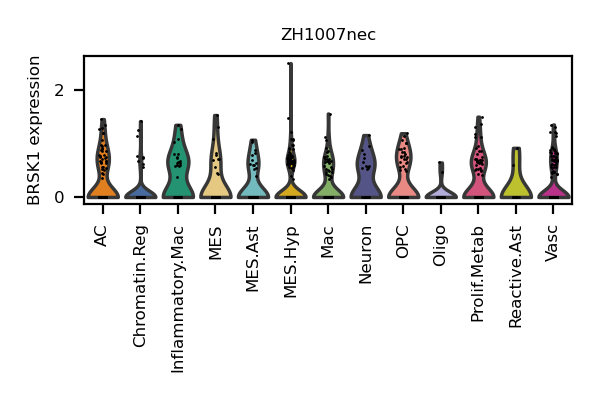 ZH1007nec
BRSK1 expression
2
0
AC
Chromatin.Reg
Inflammatory.Mac
MES
MES.Ast
MES.Hyp
Mac
Neuron
OPC
Oligo
Prolif.Metab
Reactive.Ast
Vasc